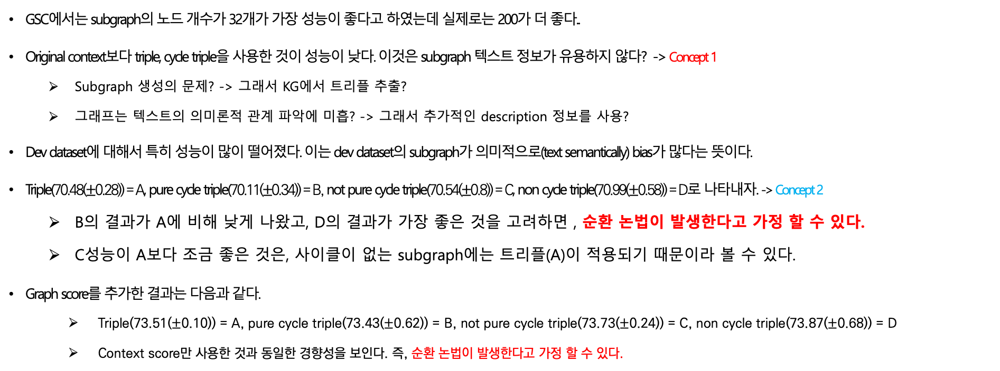 • GSC에서는 subgraph의 노드 개수가 32개가 가장 성능이 좋다고 하였는데 실제로는 200가 더 좋다..
• Original context보다 triple, cycle triple을 사용한 것이 성능이 낮다. 이것은 subgraph 텍스트 정보가 유용하지 않다? -> Concept 1
➢ Subgraph 생성의 문제? -> 그래서 KG에서 트리플 추출?
➢ 그래프는 텍스트의 의미론적 관계 파악에 미흡? -> 그래서 추가적인 description 정보를 사용?
• Dev dataset에 대해서 특히 성능이 많이 떨어졌다. 이는 dev dataset의 subgraph가 의미적으로(text semantically) bias가 많다는 뜻이다.
• Triple(70.48(±0.28)) = A, pure cycle triple(70.11(±0.34)) = B, not pure cycle triple(70.54(±0.8)) = C, non cycle triple(70.99(±0.58)) = D로 나타내자. -> Concept 2
➢ B의 결과가 A에 비해 낮게 나왔고, D의 결과가 가장 좋은 것을 고려하면 , 순환 논법이 발생한다고 가정 할 수 있다.
➢ C성능이 A보다 조금 좋은 것은, 사이클이 없는 subgraph에는 트리플(A)이 적용되기 때문이라 볼 수 있다.
• Graph score를 추가한 결과는 다음과 같다.
➢ Triple(73.51(±0.10)) = A, pure cycle triple(73.43(±0.62)) = B, not pure cycle triple(73.73(±0.24)) = C, non cycle triple(73.87(±0.68)) = D
➢ Context score만 사용한 것과 동일한 경향성을 보인다. 즉, 순환 논법이 발생한다고 가정 할 수 있다.